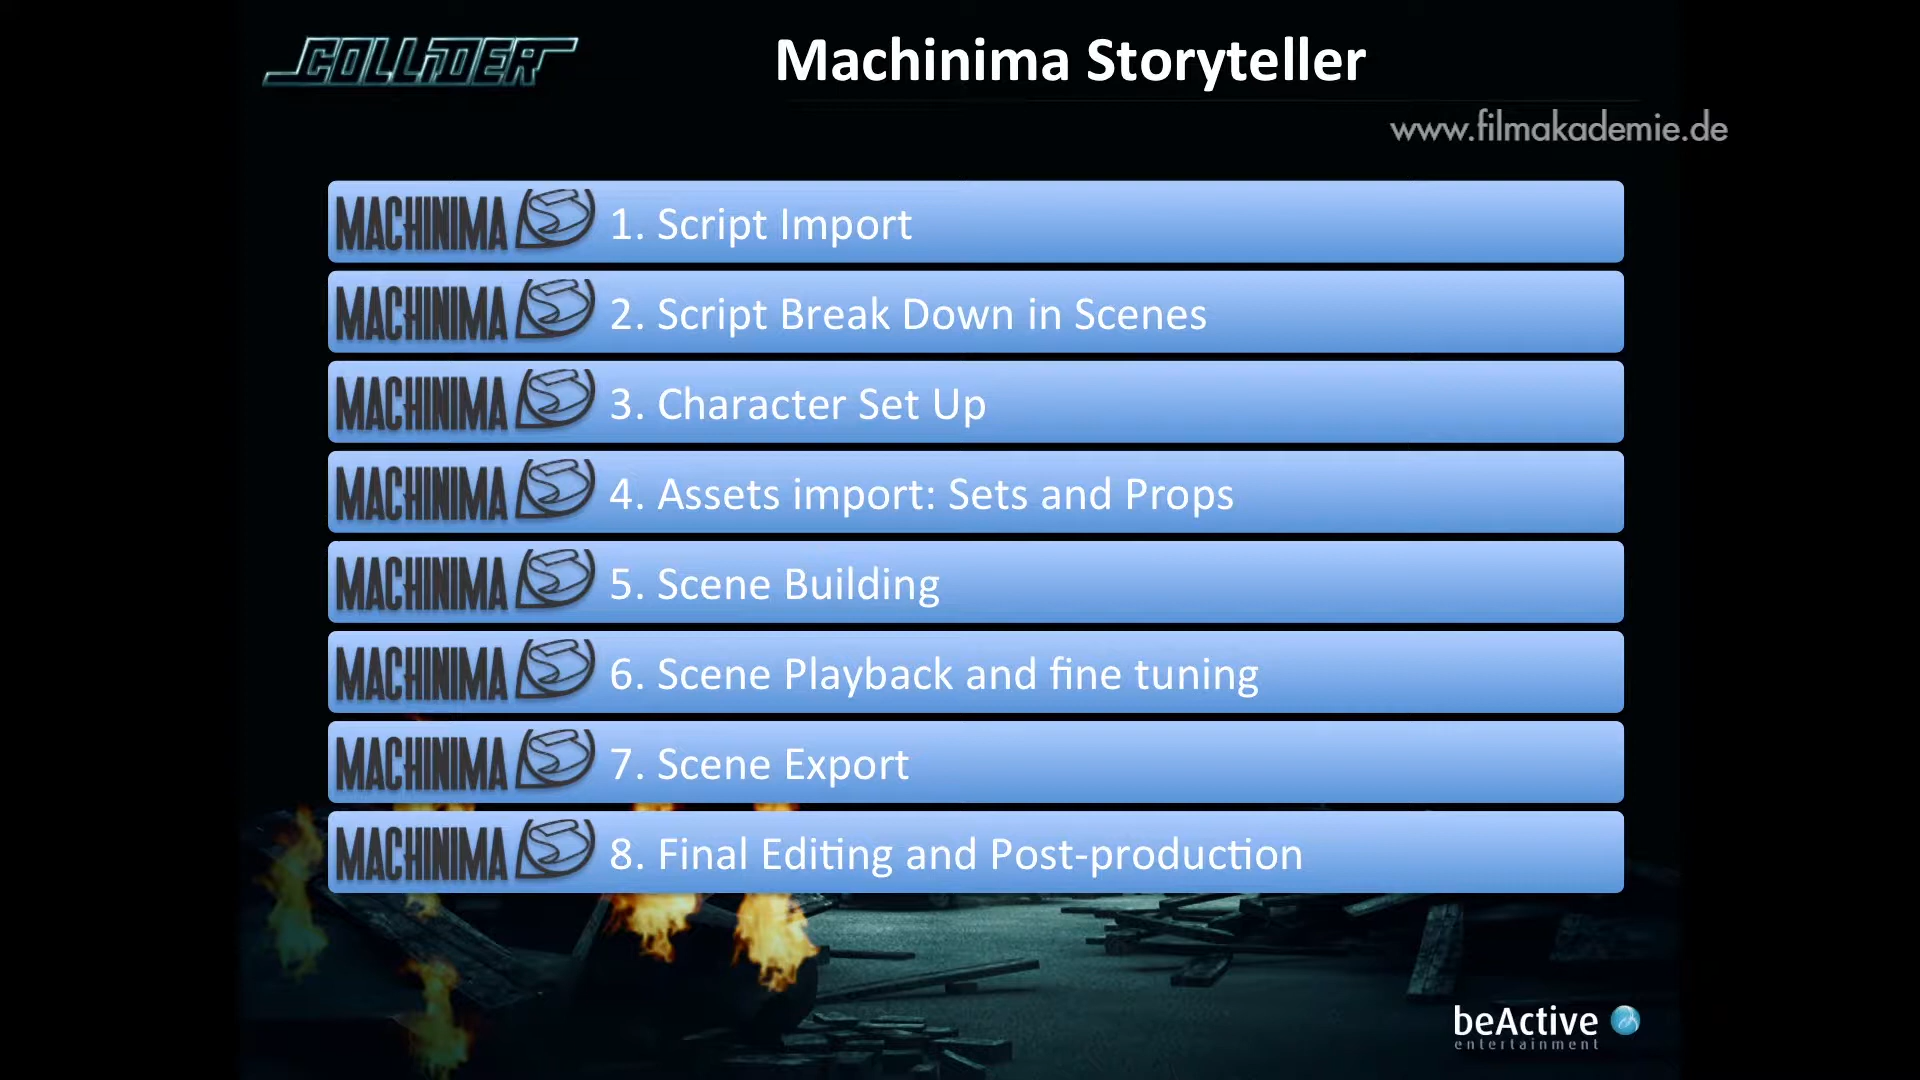 COLLIDER
Machinima Storyteller
www.filmakademie.de
MACHINIMA S 1. Script Import
MACHINIMA S 2. Script Break Down in Scenes
MACHINIMA S 3. Character Set Up
MACHINIMA S 4. Assets import: Sets and Props
MACHINIMA S 5. Scene Building
MACHINIMA S 6. Scene Playback and fine tuning
MACHINIMA S 7. Scene Export
MACHINIMA S 8. Final Editing and Post-production
beActive
entertainment